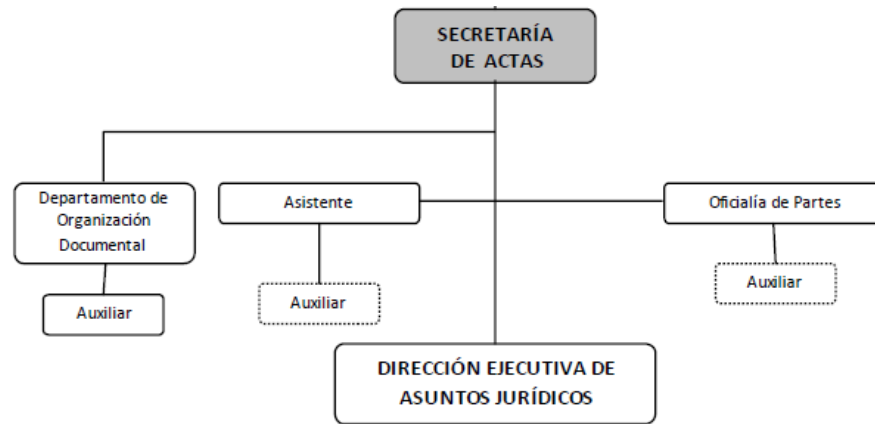 SECRETARÍA
DE ACTAS
Departamento de
Organización
Documental
Asistente
Oficialía de Partes
Auxiliar
Auxiliar
Auxiliar
DIRECCIÓN EJECUTIVA DE
ASUNTOS JURÍDICOS